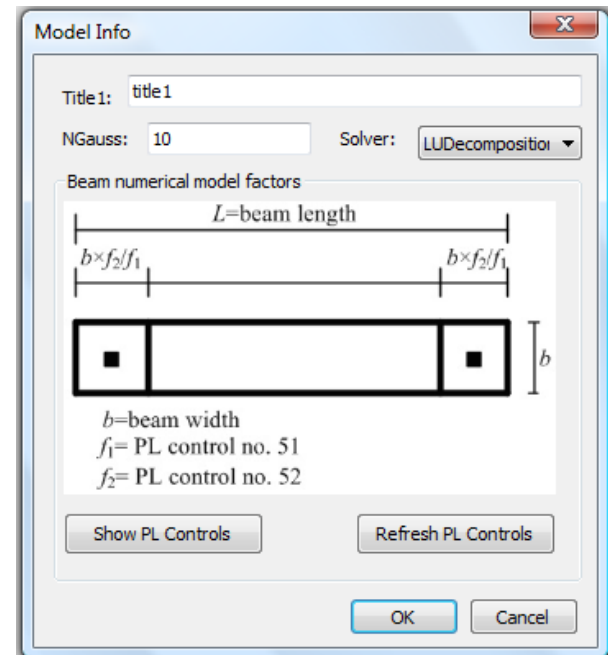 Model Info
Title1: title1
NGauss: 10 Solver: LUDecompositior
Beam numerical model factors
L=beam length
b×f₂/f₁ b×f₂/f₁
b
b=beam width
f₁= PL control no. 51
f₂= PL control no. 52
Show PL Controls Refresh PL Controls
OK Cancel